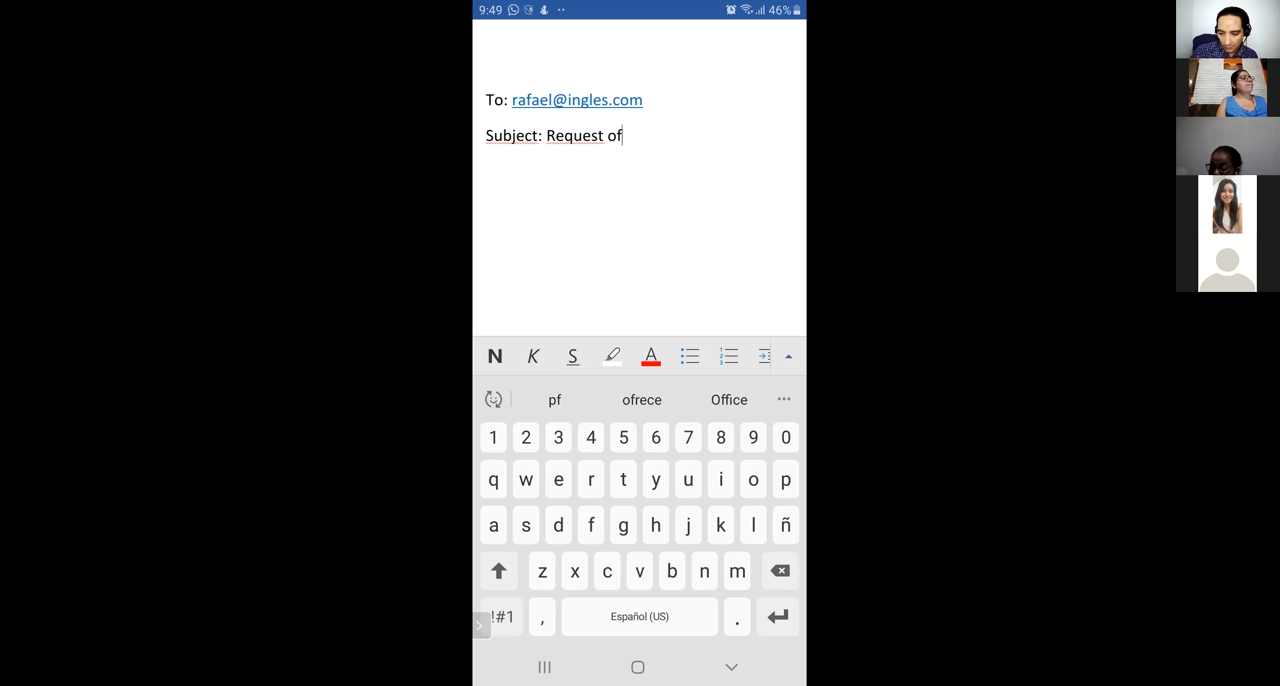 9:49 46%
To: rafael@ingles.com
Subject: Request of
N K S A
pf ofrece Office
1 2 3 4 5 6 7 8 9 0
q w e r t y u i o p
a s d f g h j k l ñ
z x c v b n m
!#1 , Español (US) .